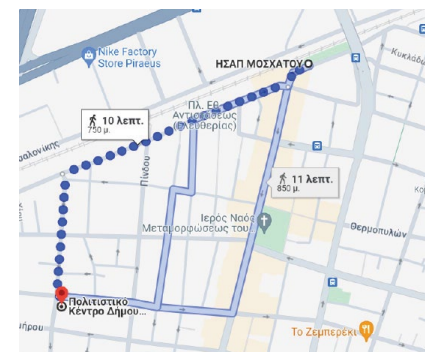 Nike Factory
Store Piraeus
ΗΣΑΠ ΜΟΣΧΑΤΟΥ
Πλ. Εθ.
Αντιστάσεως
(Ελευθερίας)
10 λεπτ.
750 μ.
Πίνδου
11 λεπτ.
850 μ.
Ιερός Ναός
Μεταμορφώσεως του...
Θερμοπυλών
Πολιτιστικό
Κέντρο Δήμου...
Το Ζεμπερέκι